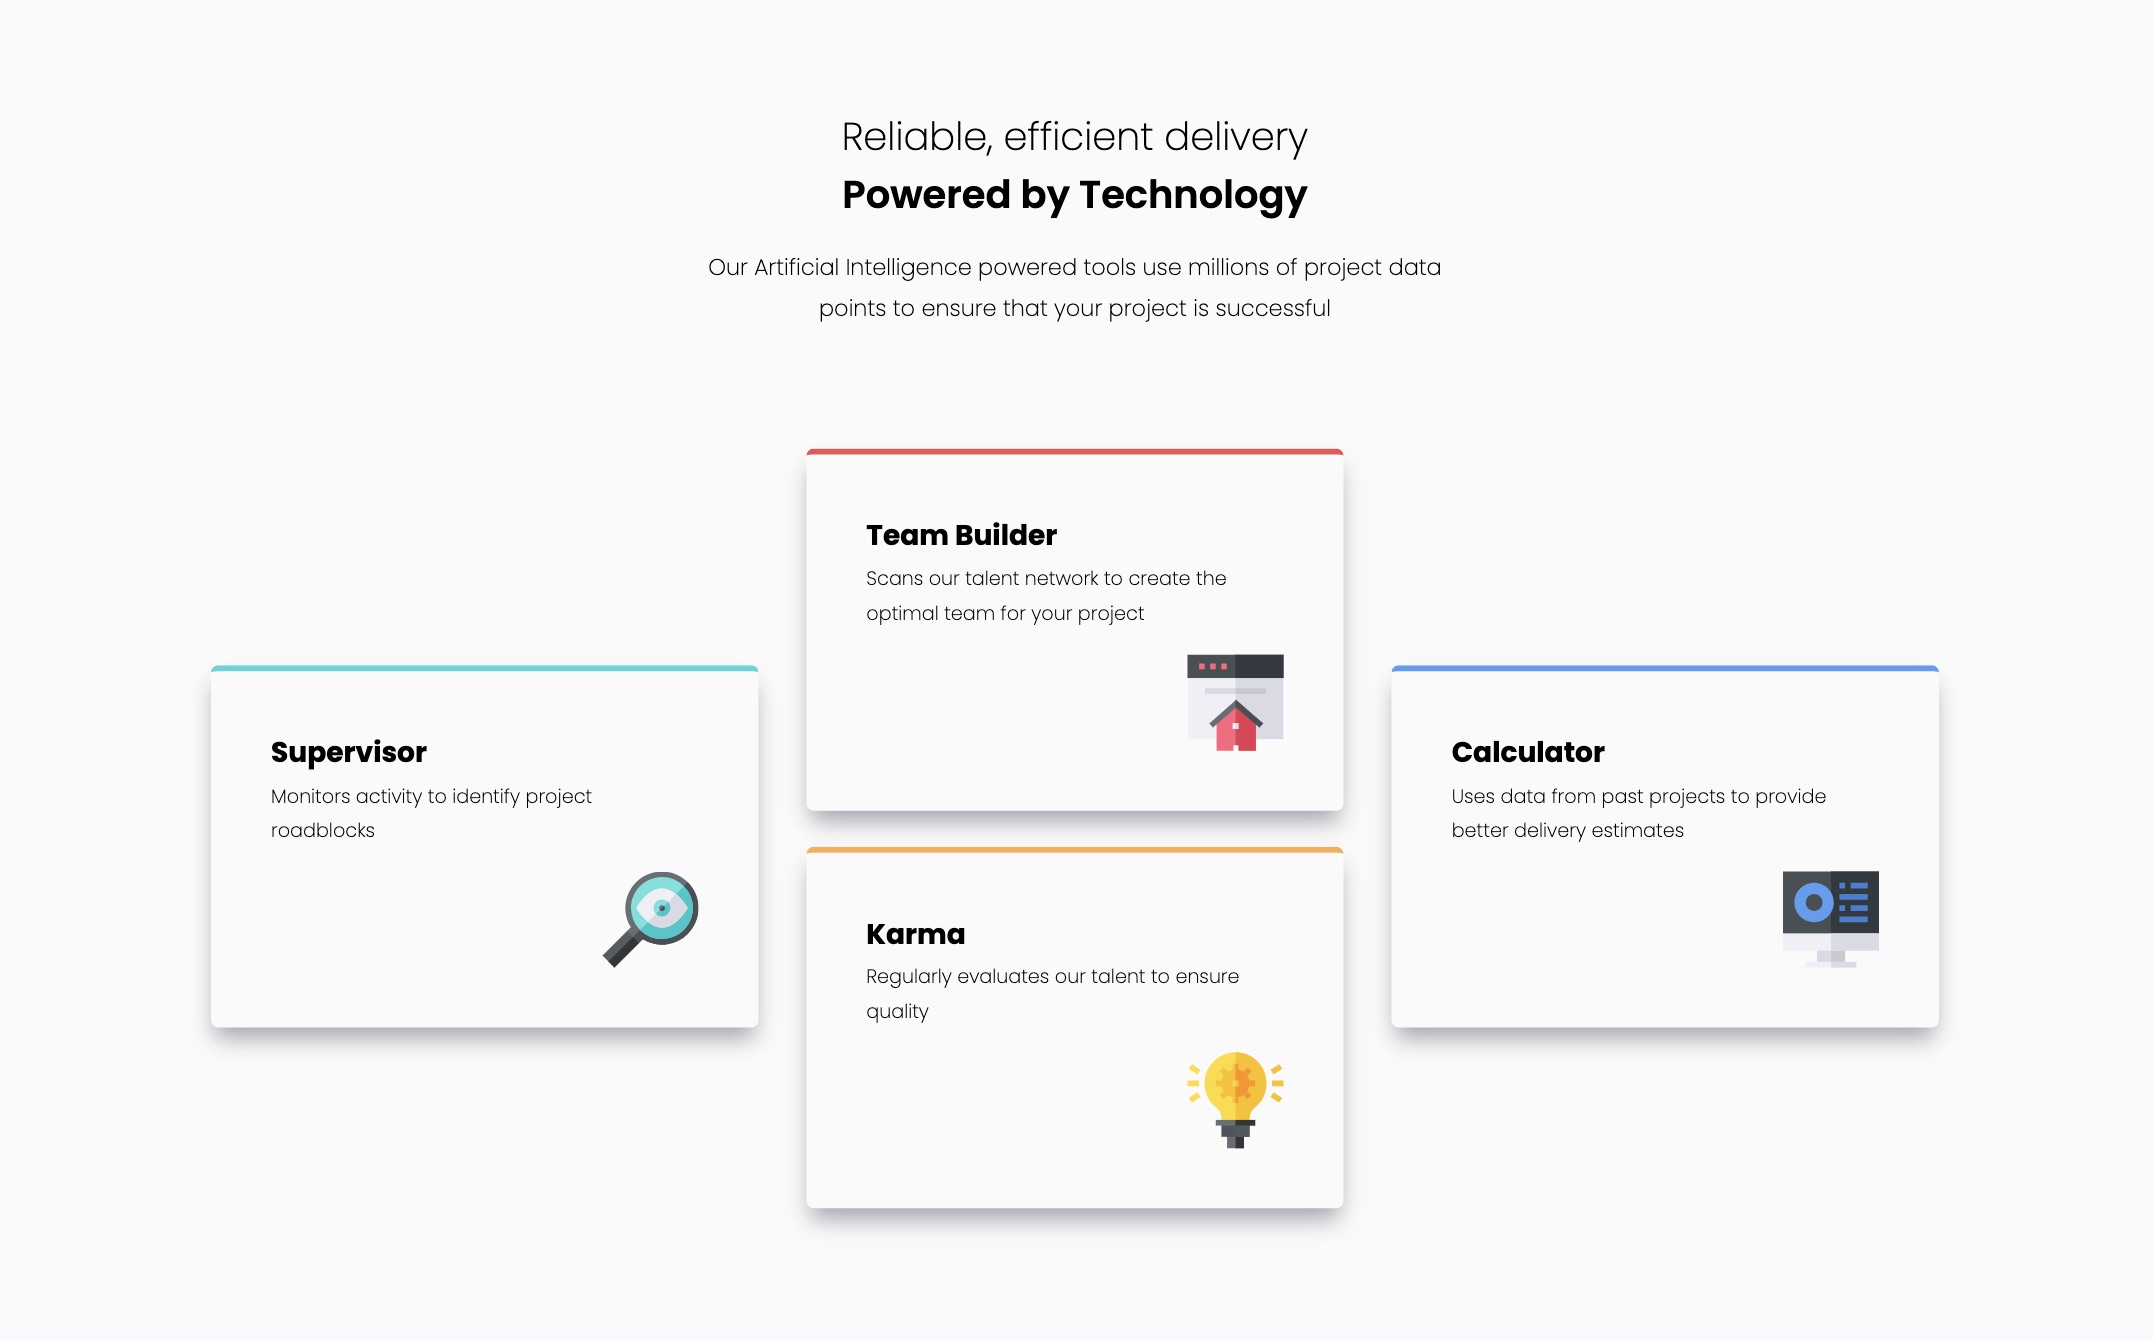 Reliable, efficient delivery
Powered by Technology
Our Artificial Intelligence powered tools use millions of project data
points to ensure that your project is successful
Supervisor
Monitors activity to identify project
roadblocks
Team Builder
Scans our talent network to create the
optimal team for your project
Karma
Regularly evaluates our talent to ensure
quality
Calculator
Uses data from past projects to provide
better delivery estimates